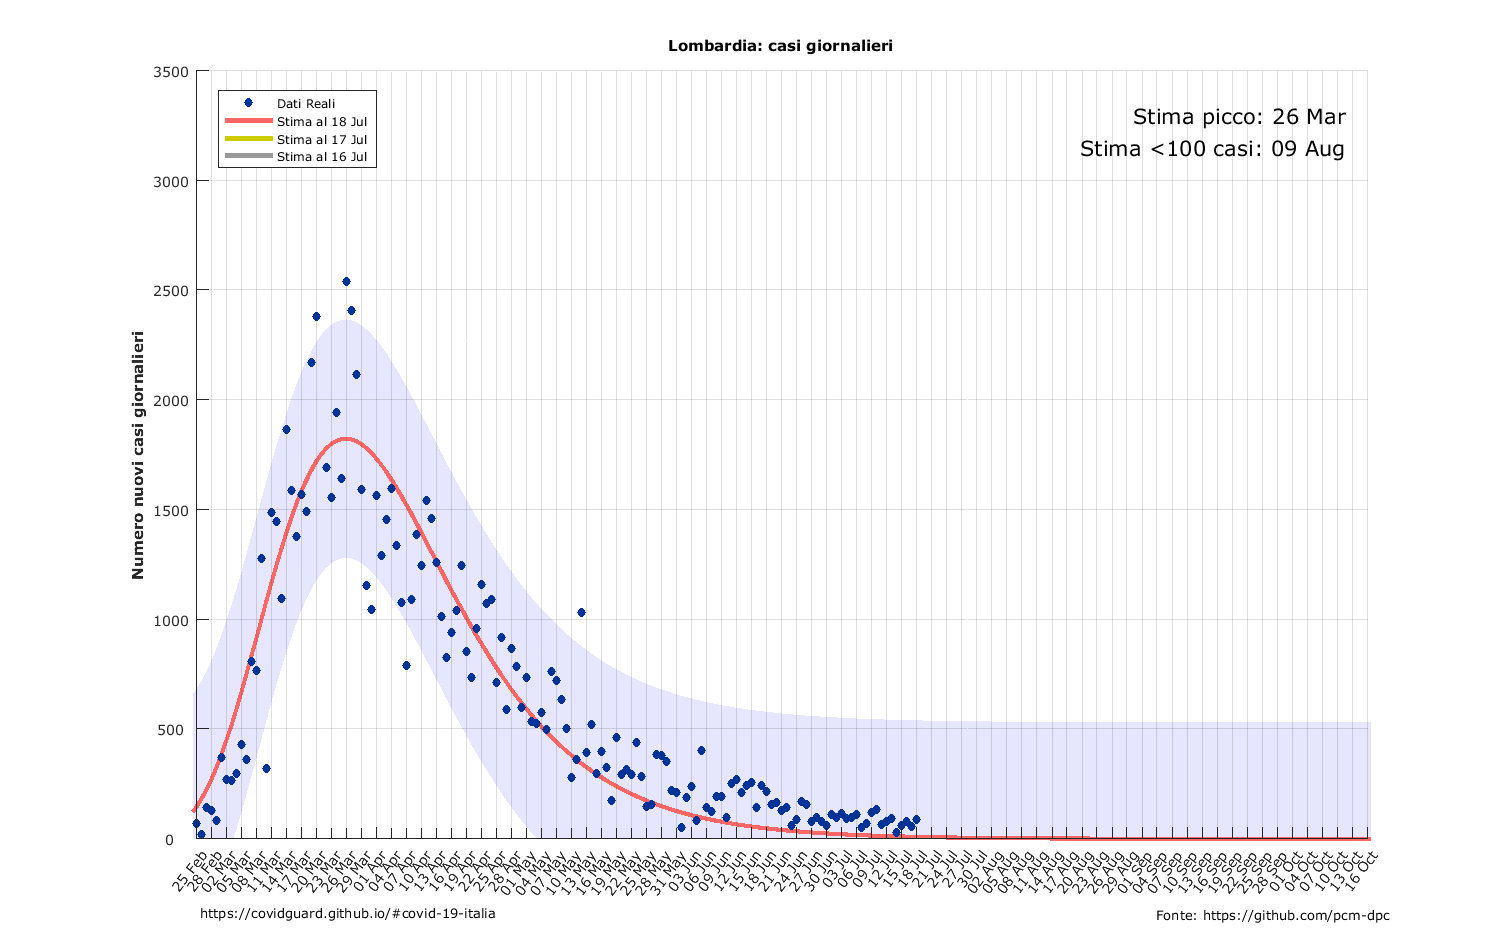 Lombardia: casi giornalieri
3500
3000
2500
2000
1500
1000
500
0
Numero nuovi casi giornalieri
Dati Reali
Stima al 18 Jul
Stima al 17 Jul
Stima al 16 Jul
Stima picco: 26 Mar
Stima <100 casi: 09 Aug
25 Feb
28 Feb
02 Mar
05 Mar
08 Mar
11 Mar
14 Mar
17 Mar
20 Mar
23 Mar
26 Mar
29 Mar
01 Apr
04 Apr
07 Apr
10 Apr
13 Apr
16 Apr
19 Apr
22 Apr
25 Apr
28 Apr
01 May
04 May
07 May
10 May
13 May
16 May
19 May
22 May
25 May
28 May
31 May
03 Jun
06 Jun
09 Jun
12 Jun
15 Jun
18 Jun
21 Jun
24 Jun
27 Jun
30 Jun
03 Jul
06 Jul
09 Jul
12 Jul
15 Jul
18 Jul
21 Jul
24 Jul
27 Jul
30 Jul
02 Aug
05 Aug
08 Aug
11 Aug
14 Aug
17 Aug
20 Aug
23 Aug
26 Aug
29 Aug
01 Sep
04 Sep
07 Sep
10 Sep
13 Sep
16 Sep
19 Sep
22 Sep
25 Sep
28 Sep
01 Oct
04 Oct
07 Oct
10 Oct
13 Oct
16 Oct
https://covidguard.github.io/#covid-19-italia
Fonte: https://github.com/pcm-dpc